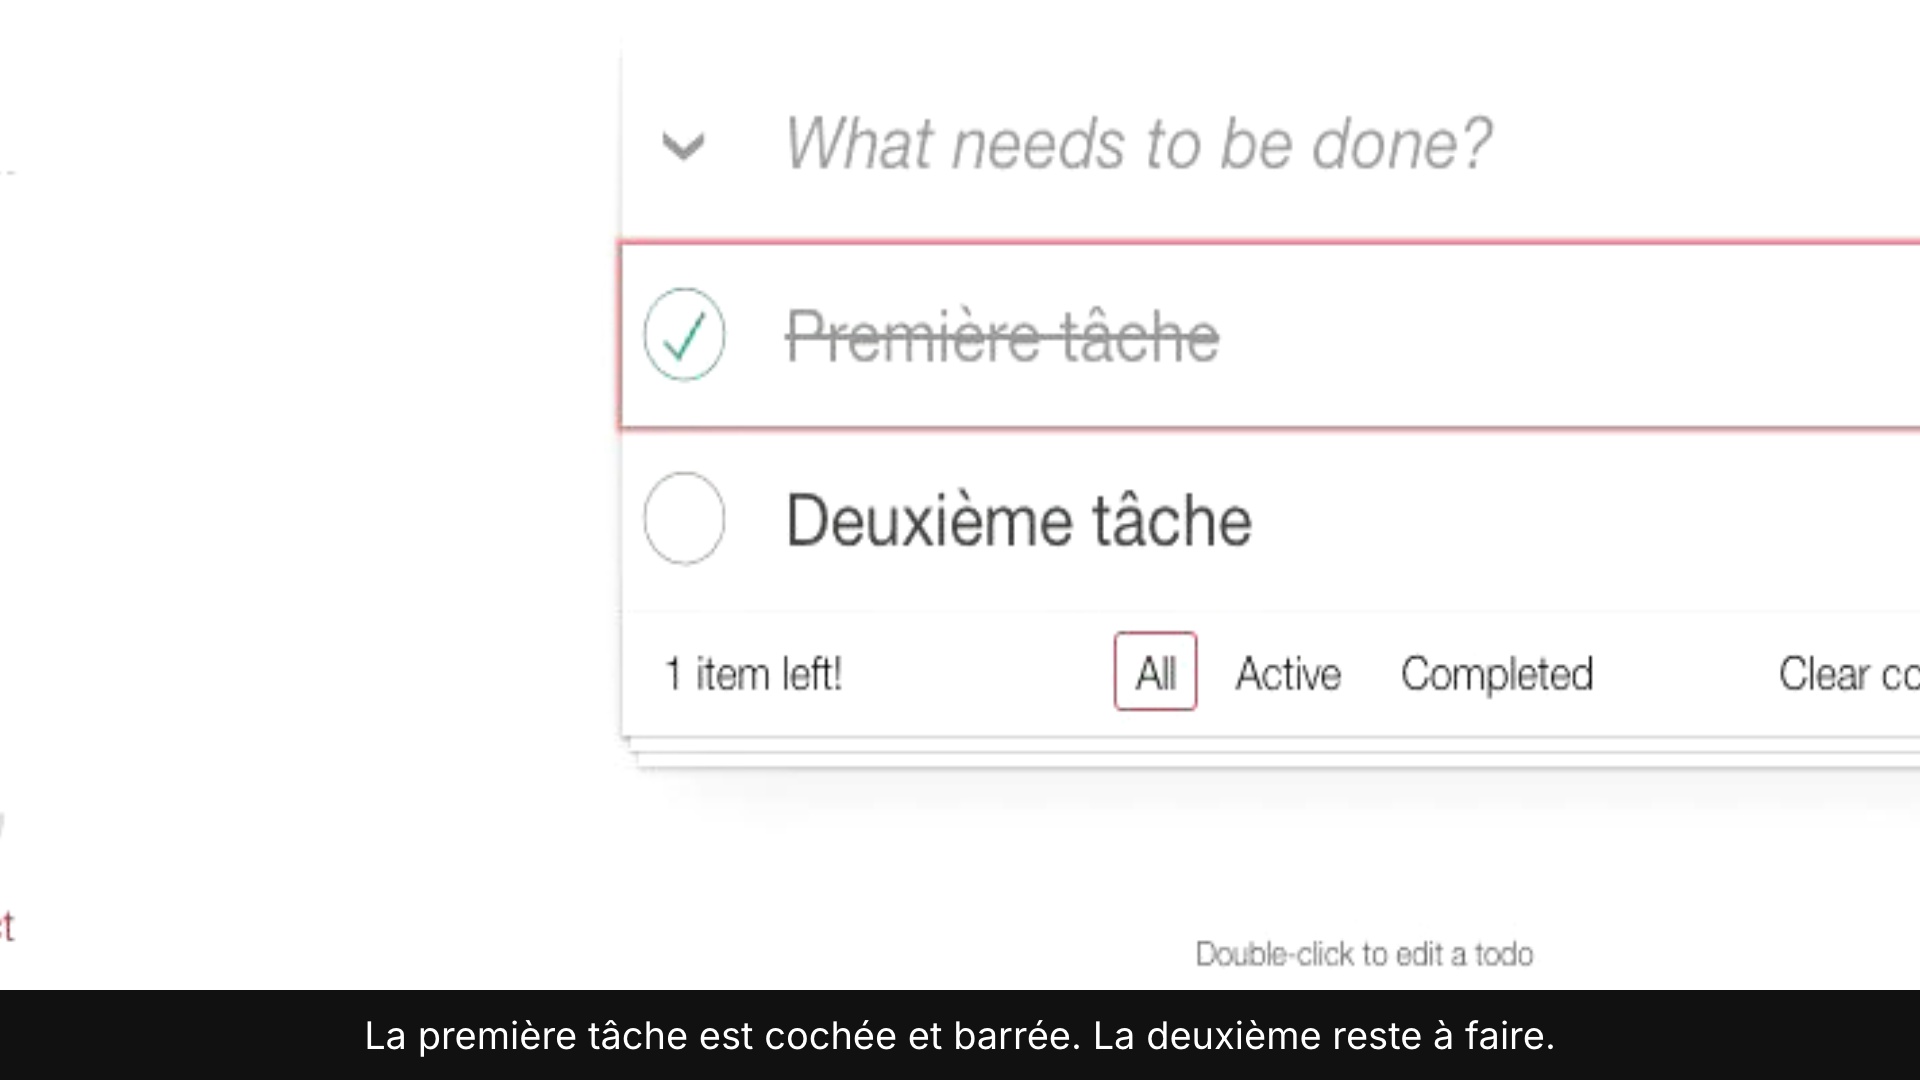 What needs to be done?
Première tâche
Deuxième tâche
1 item left!
All
Active
Completed
Clear
Double-click to edit a todo
La première tâche est cochée et barrée. La deuxième reste à faire.